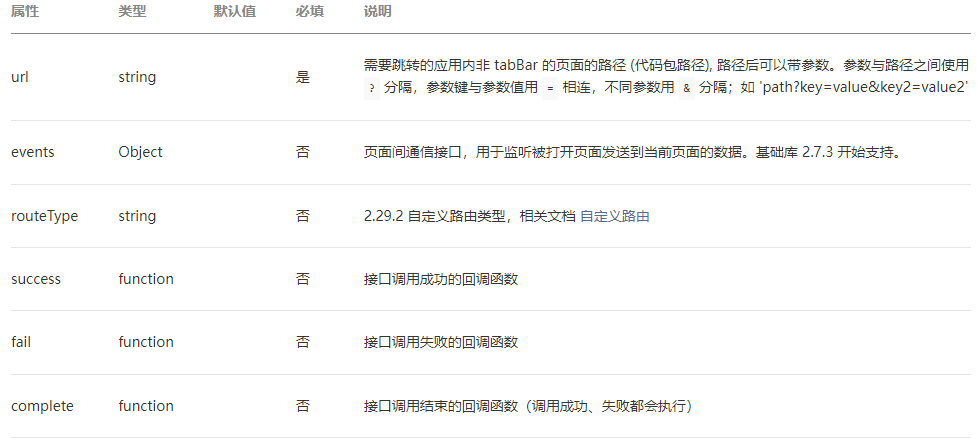 属性 类型 默认值 必填 说明
url string 是 需要跳转的应用内非 tabBar 的页面的路径 (代码包路径), 路径后可以带参数。参数与路径之间使用
? 分隔，参数键与参数值用 = 相连，不同参数用 & 分隔；如 'path?key=value&key2=value2'
events Object 否 页面间通信接口，用于监听被打开页面发送到当前页面的数据。基础库 2.7.3 开始支持。
routeType string 否 2.29.2 自定义路由类型，相关文档 自定义路由
success function 否 接口调用成功的回调函数
fail function 否 接口调用失败的回调函数
complete function 否 接口调用结束的回调函数（调用成功、失败都会执行）